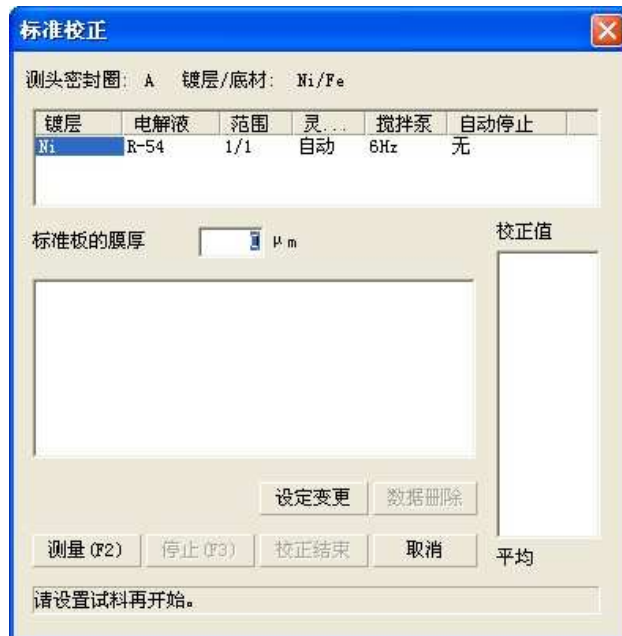 标准校正
测头密封圈: A 镀层/底材: Ni/Fe
镀层 电解液 范围 灵... 搅拌泵 自动停止
Ni R-54 1/1 自动 6Hz 无
标准板的膜厚 μm
校正值
设定变更 数据删除
测量(F2) 停止(F3) 校正结束 取消
平均
请设置试料再开始。